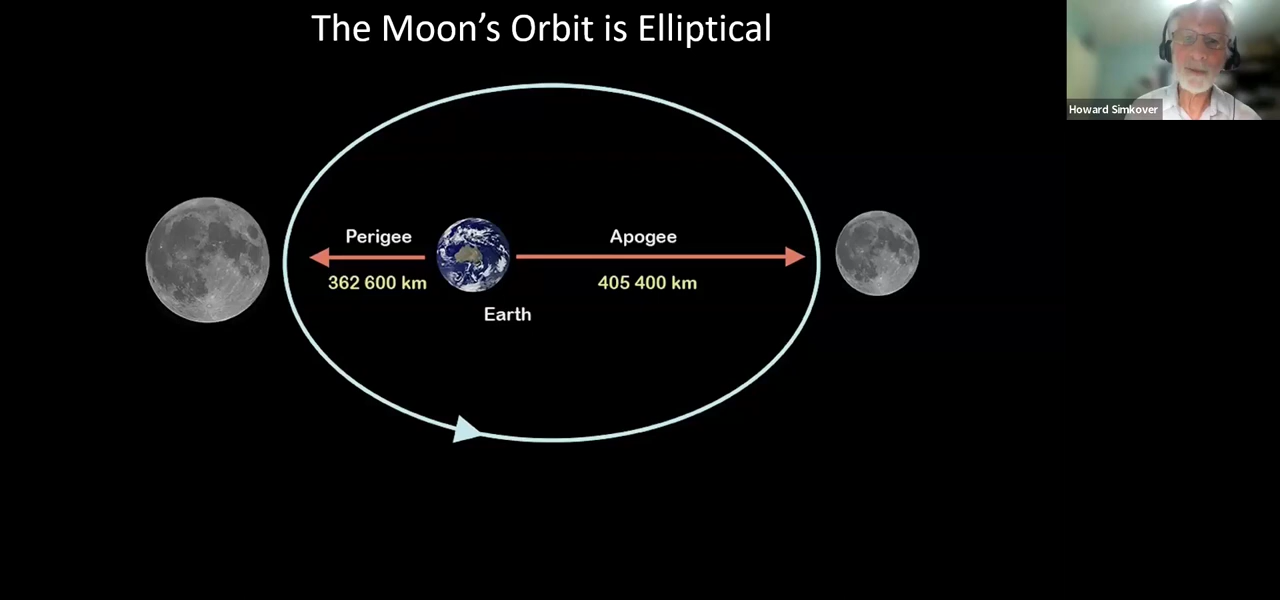 The Moon’s Orbit is Elliptical
Howard Simkover
Perigee
Apogee
362 600 km
405 400 km
Earth